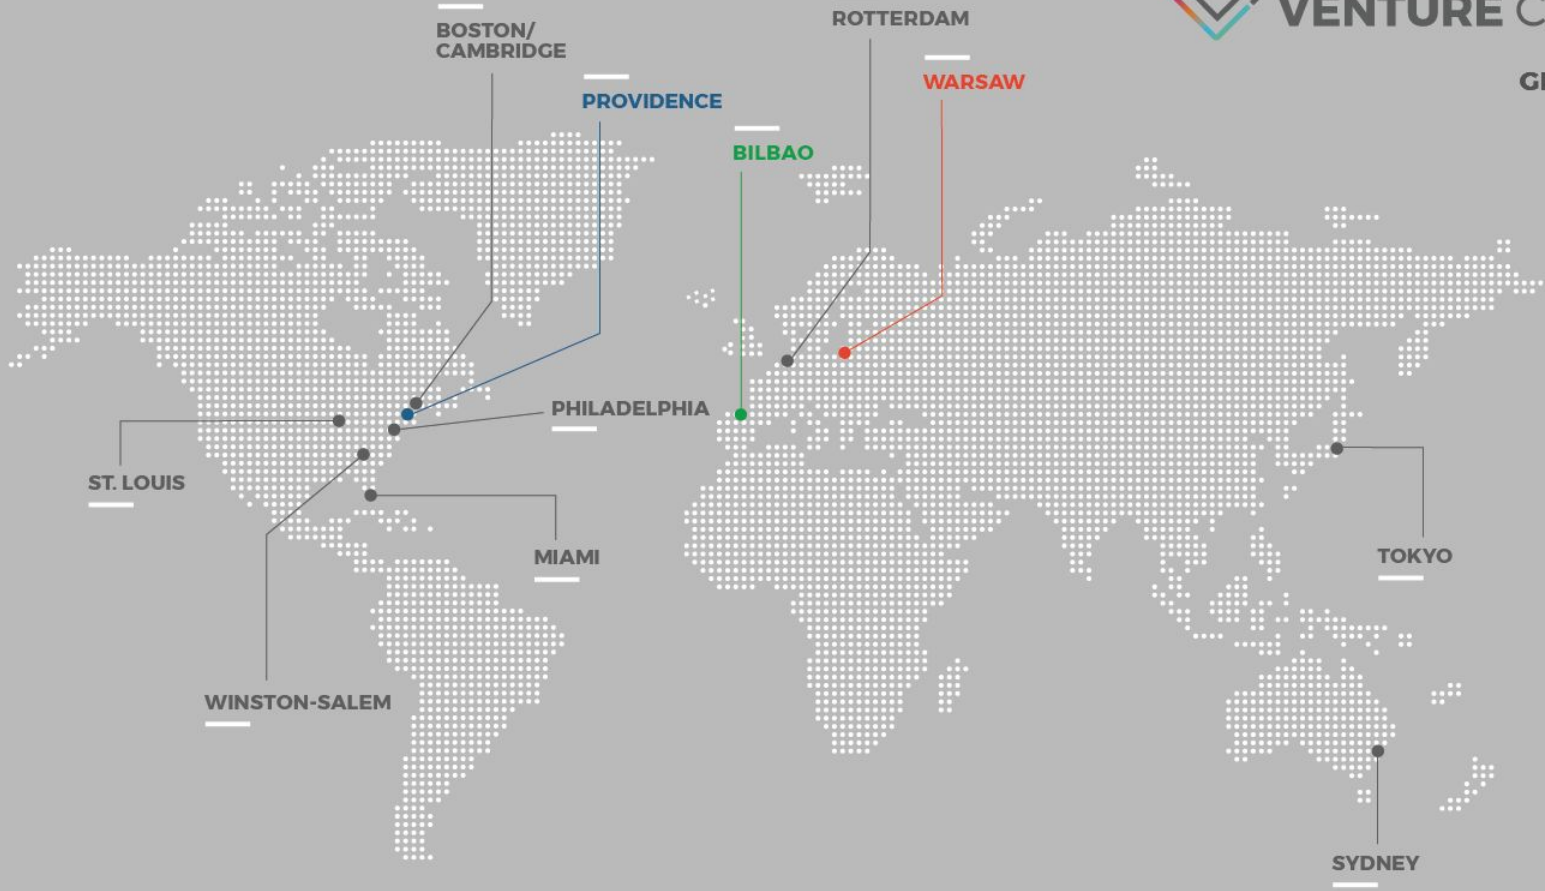 VENTURE
ROTTERDAM
BOSTON/
CAMBRIDGE
WARSAW
PROVIDENCE
BILBAO
PHILADELPHIA
ST. LOUIS
MIAMI
TOKYO
WINSTON-SALEM
SYDNEY